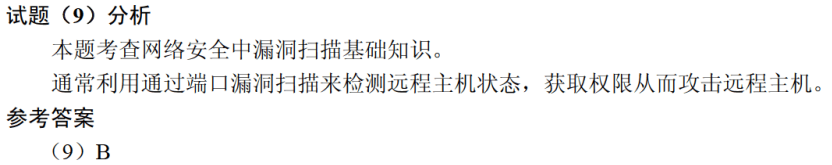 试题（9）分析
本题考查网络安全中漏洞扫描基础知识。
通常利用通过端口漏洞扫描来检测远程主机状态，获取权限从而攻击远程主机。
参考答案
（9）B